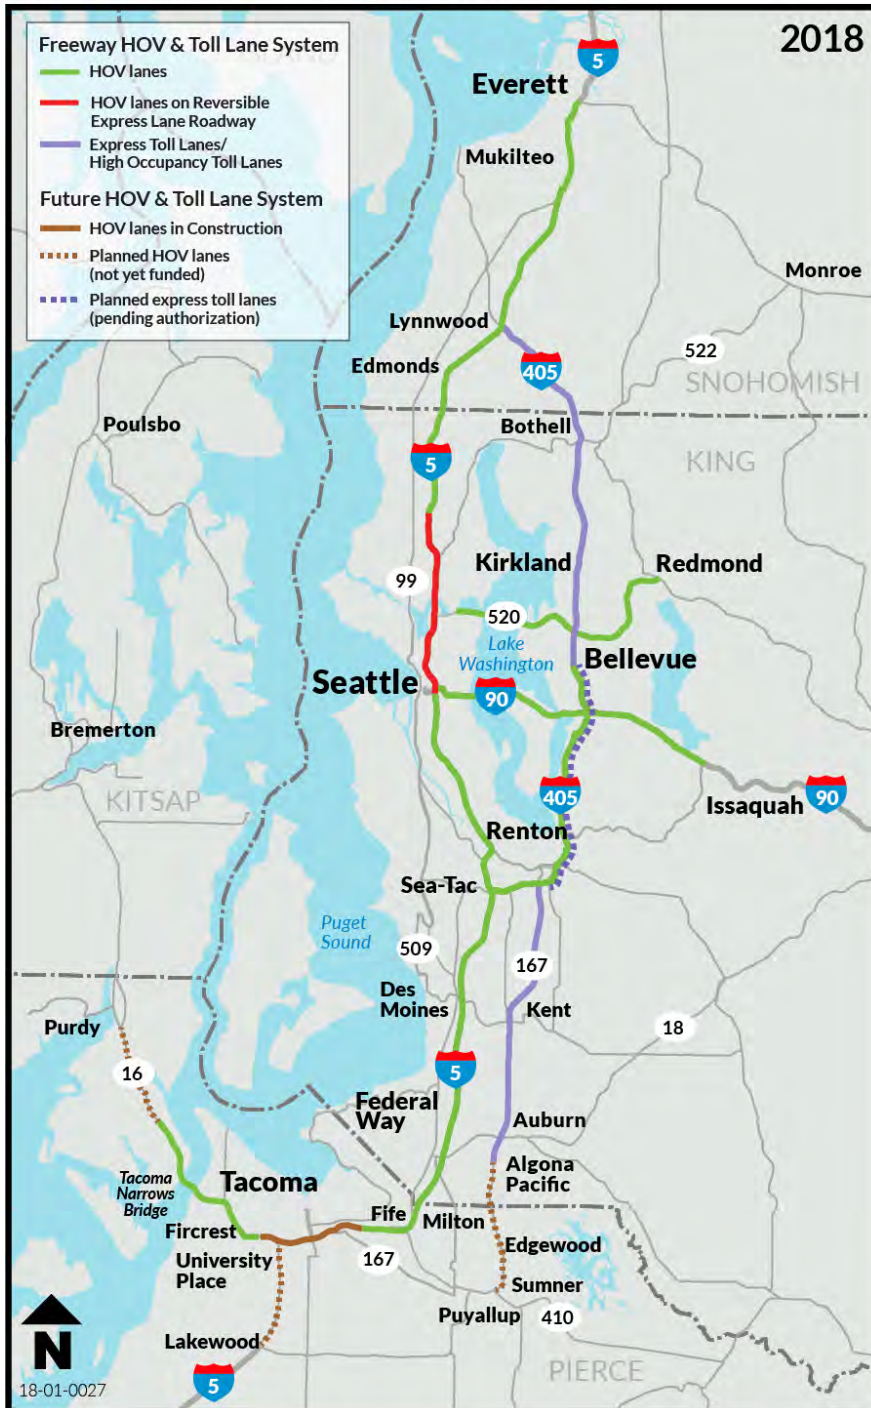 2018
Freeway HOV & Toll Lane System
HOV lanes
HOV lanes on Reversible
Express Lane Roadway
Express Toll Lanes/
High Occupancy Toll Lanes
Future HOV & Toll Lane System
HOV lanes in Construction
Planned HOV lanes
(not yet funded)
Planned express toll lanes
(pending authorization)
5
Everett
Mukilteo
Monroe
Lynnwood
522
Edmonds
405
SNOHOMISH
Poulsbo
Bothell
5
KING
Kirkland
Redmond
99
520
Lake
Washington
Bellevue
Seattle
90
Bremerton
KITSAP
405
Issaquah
90
Renton
Sea-Tac
Puget
Sound
509
167
Des
Moines
Kent
Purdy
18
16
5
Federal
Way
Auburn
Algona
Pacific
Tacoma
Tacoma
Narrows
Bridge
Fife
Milton
Fircrest
University
Place
167
Edgewood
Sumner
Puyallup
410
Lakewood
N
PIERCE
5
18-01-0027